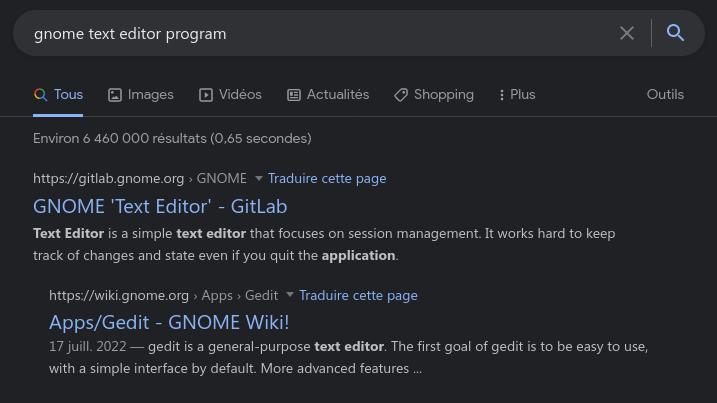 gnome text editor program
Tous Images Vidéos Actualités Shopping Plus Outils
Environ 6 460 000 résultats (0,65 secondes)
https://gitlab.gnome.org › GNOME Traduire cette page
GNOME 'Text Editor' - GitLab
Text Editor is a simple text editor that focuses on session management. It works hard to keep
track of changes and state even if you quit the application.
https://wiki.gnome.org › Apps › Gedit Traduire cette page
Apps/Gedit - GNOME Wiki!
17 juill. 2022 — gedit is a general-purpose text editor. The first goal of gedit is to be easy to use,
with a simple interface by default. More advanced features ...